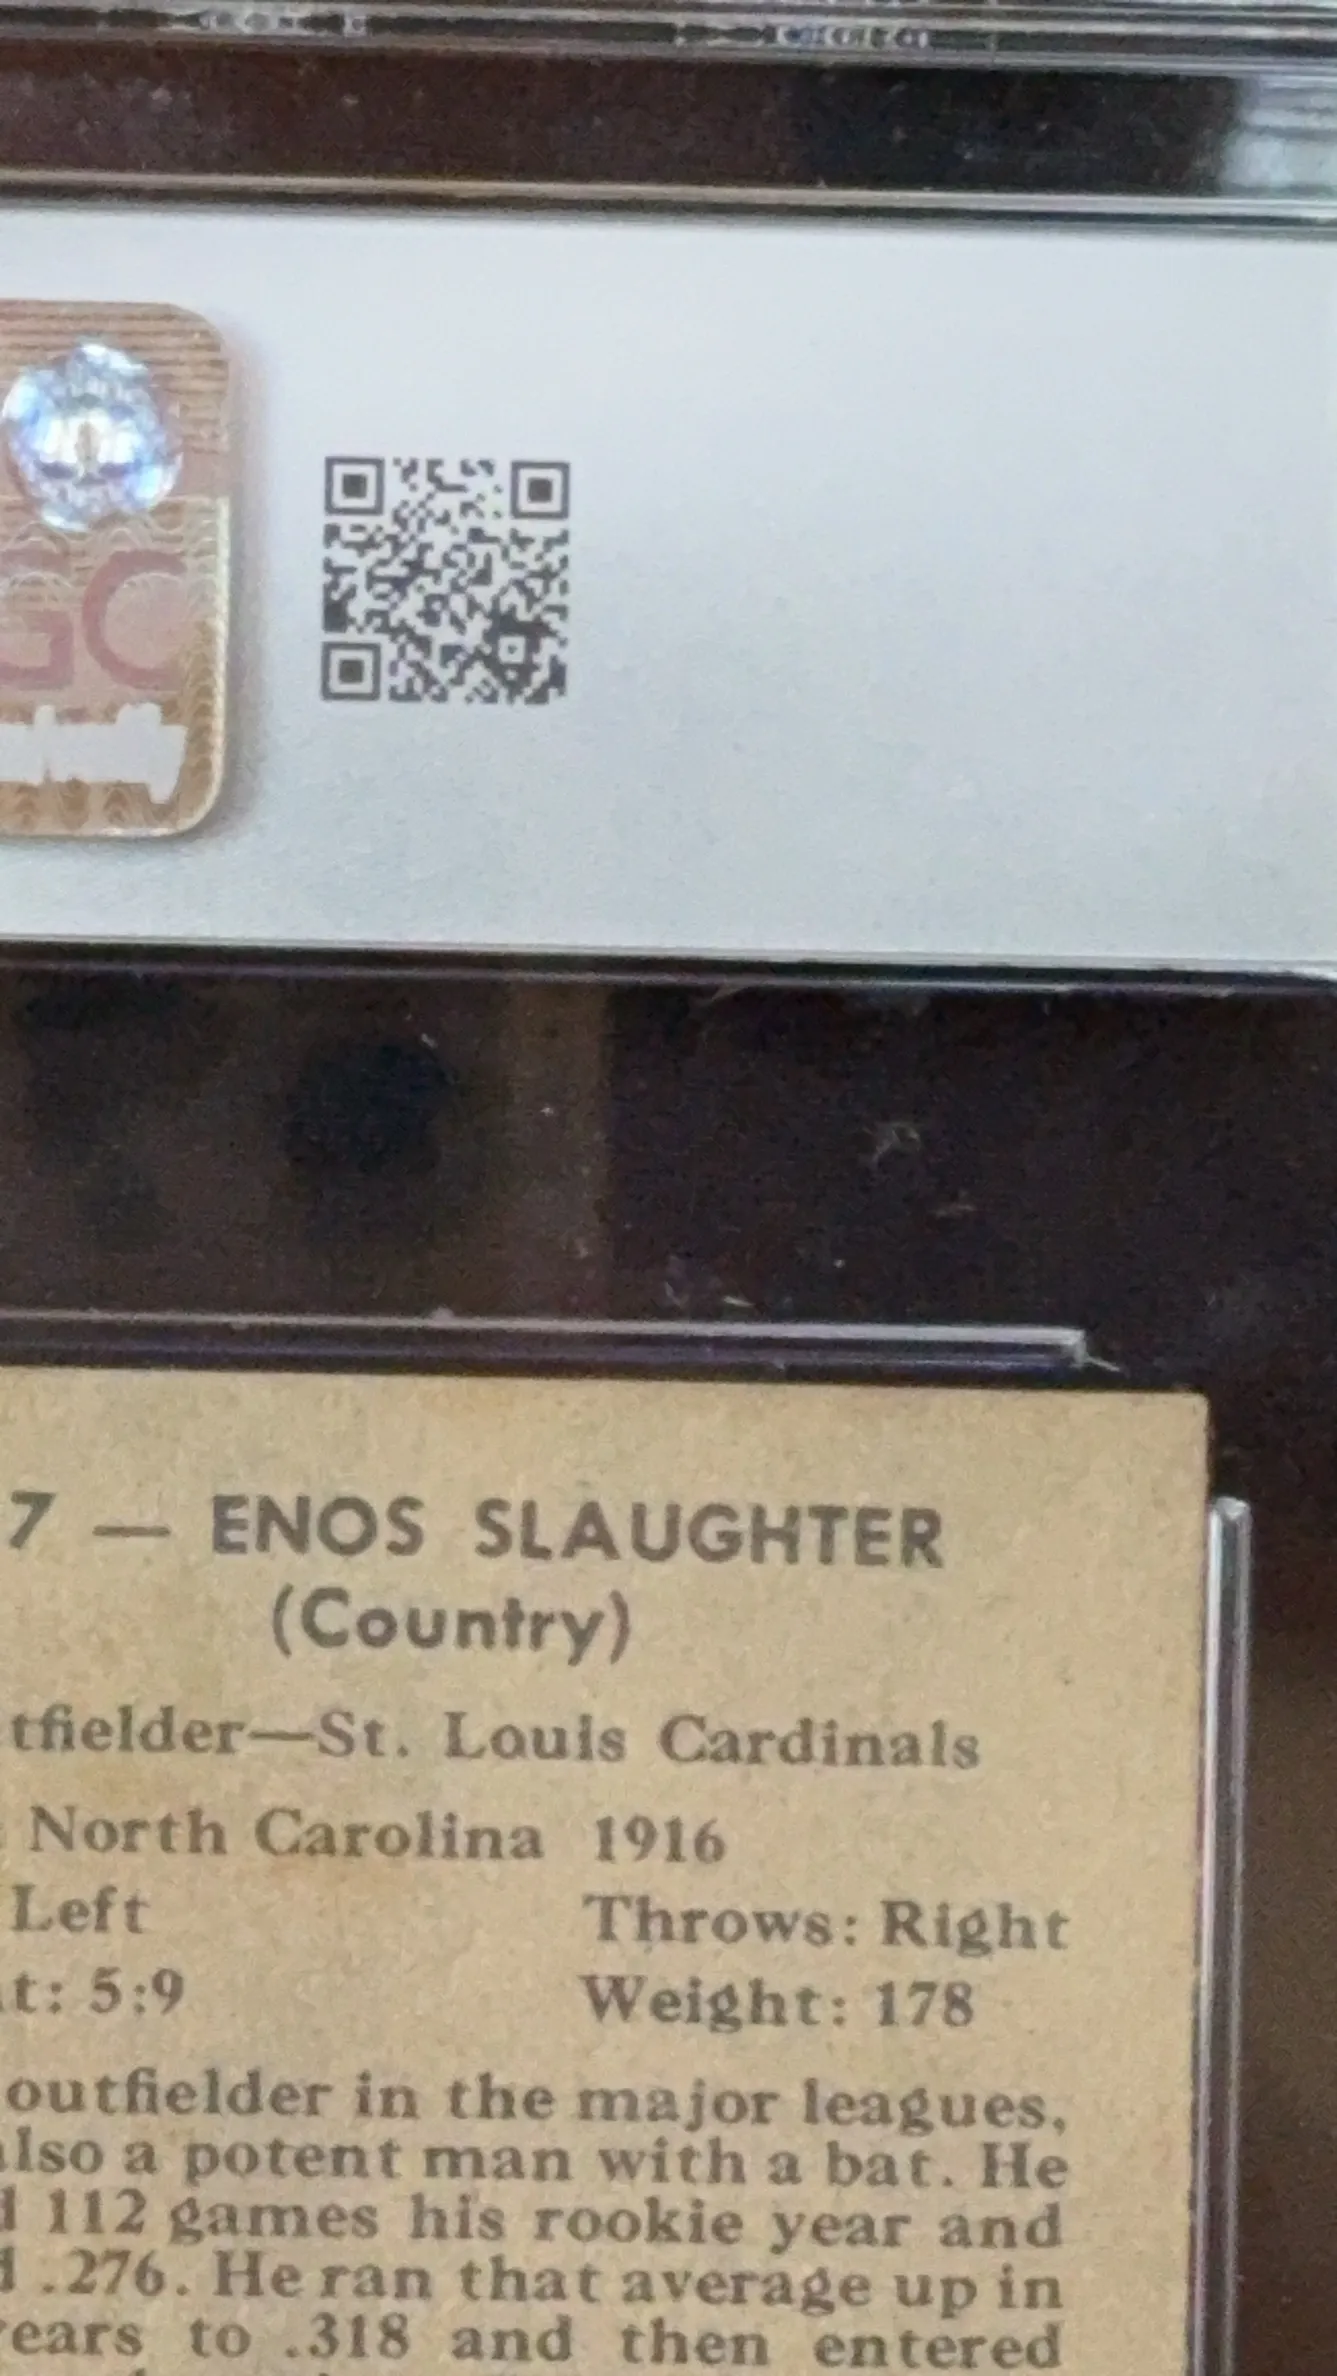 GC
7 — ENOS SLAUGHTER
(Country)
tfielder—St. Louis Cardinals
North Carolina 1916
Left Throws: Right
t: 5:9 Weight: 178
outfielder in the major leagues,
lso a potent man with a bat. He
112 games his rookie year and
.276. He ran that average up in
ears to .318 and then entered